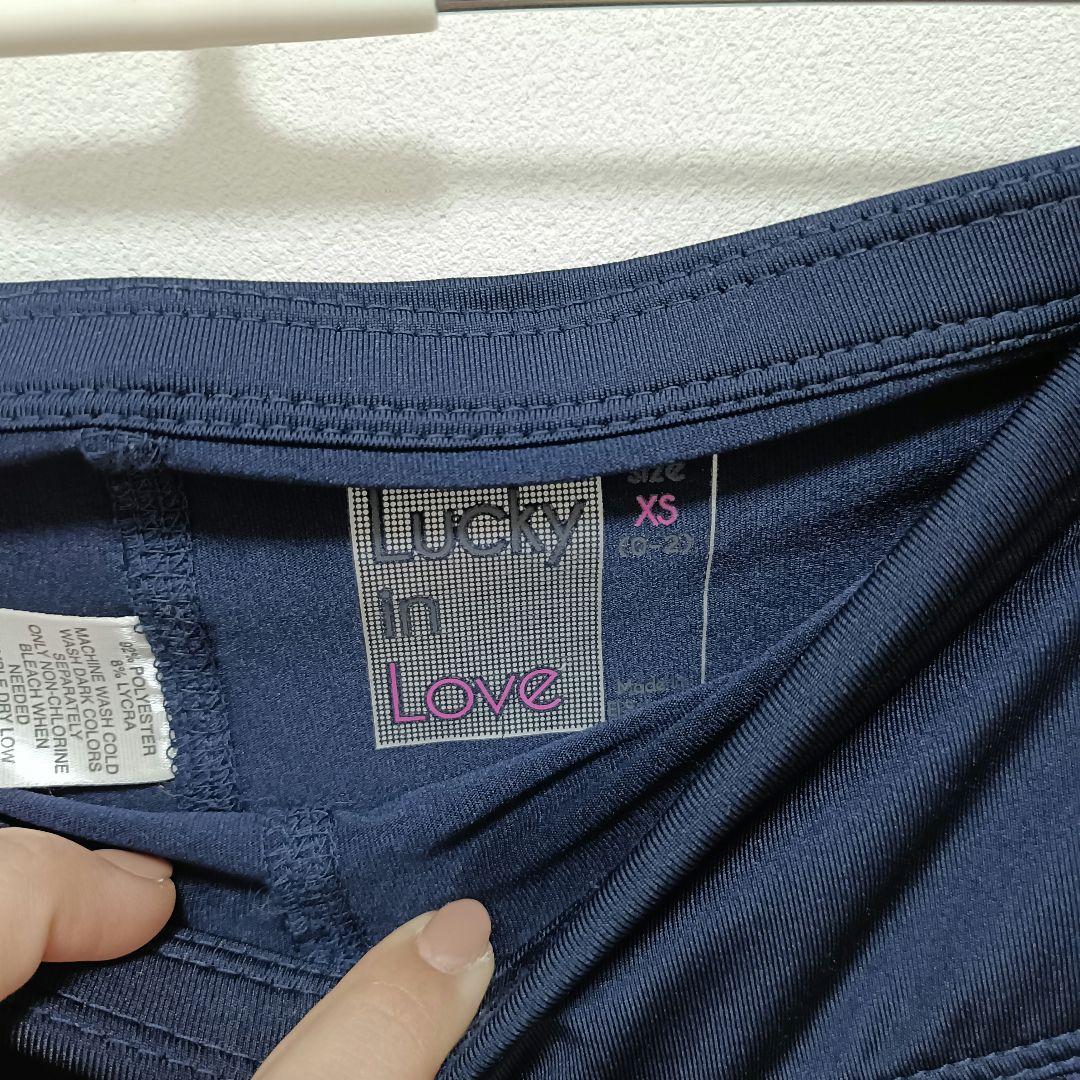 Lucky
in
Love
SIZE
XS
(0-2)
Made
92% POLYESTER
8% LYCRA
MACHINE WASH COLD
WASH DARK COLORS
SEPARATELY
ONLY NON-CHLORINE
BLEACH WHEN
NEEDED
DRY LOW